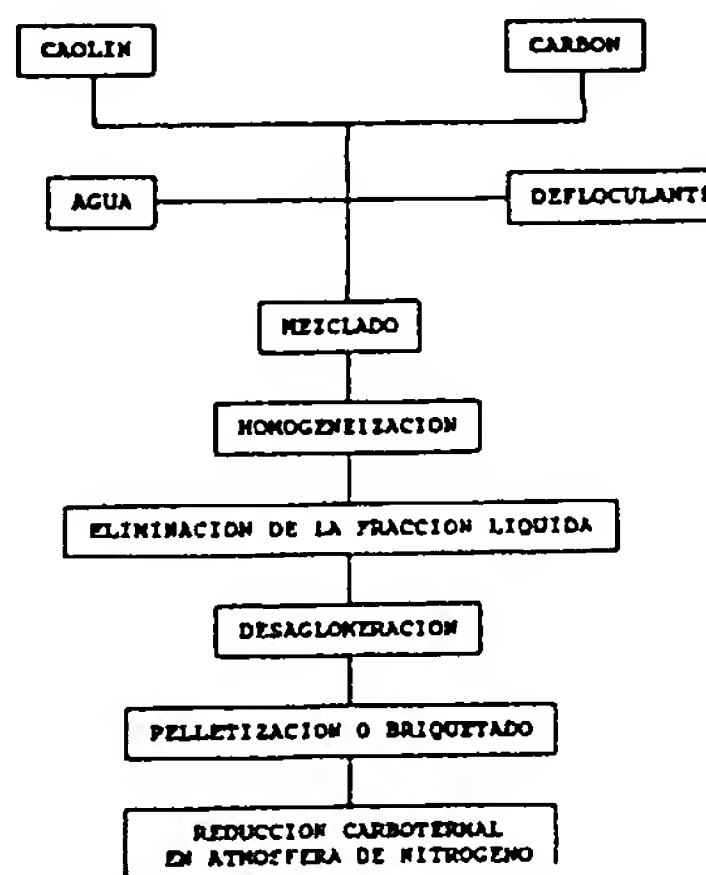 CAOLIN
CARBON
AGUA
DEFLOCULANTE
MEZCLADO
HOMOGENEIZACION
ELIMINACION DE LA FRACCION LIQUIDA
DESAGLOMERACION
PELLETIZACION O BRIQUETADO
REDUCCION CARBOTERMAL
EN ATMOSFERA DE NITROGENO